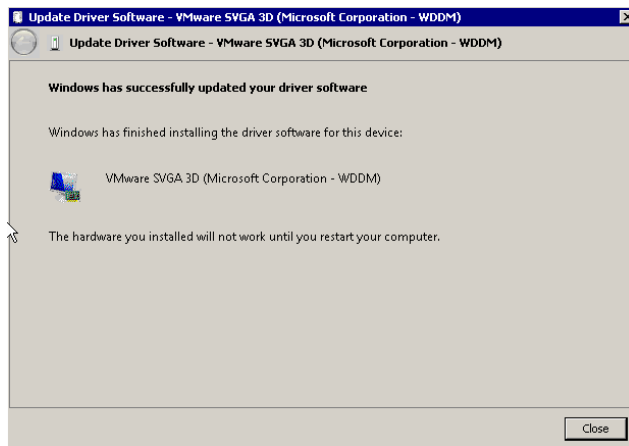 Update Driver Software - VMware SVGA 3D (Microsoft Corporation - WDDM)
Update Driver Software - VMware SVGA 3D (Microsoft Corporation - WDDM)
Windows has successfully updated your driver software
Windows has finished installing the driver software for this device:
VMware SVGA 3D (Microsoft Corporation - WDDM)
The hardware you installed will not work until you restart your computer.
Close